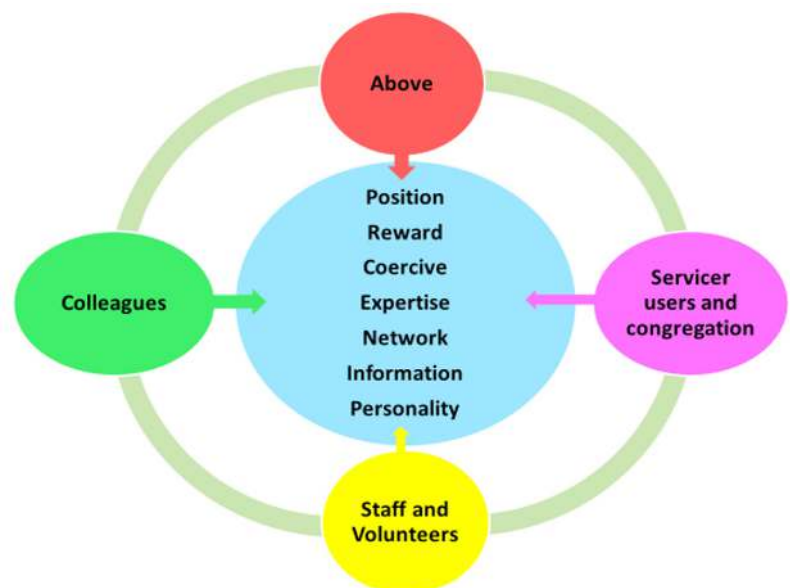 Above
Position
Reward
Coercive
Expertise
Network
Information
Personality
Colleagues
Servicer
users and
congregation
Staff and
Volunteers